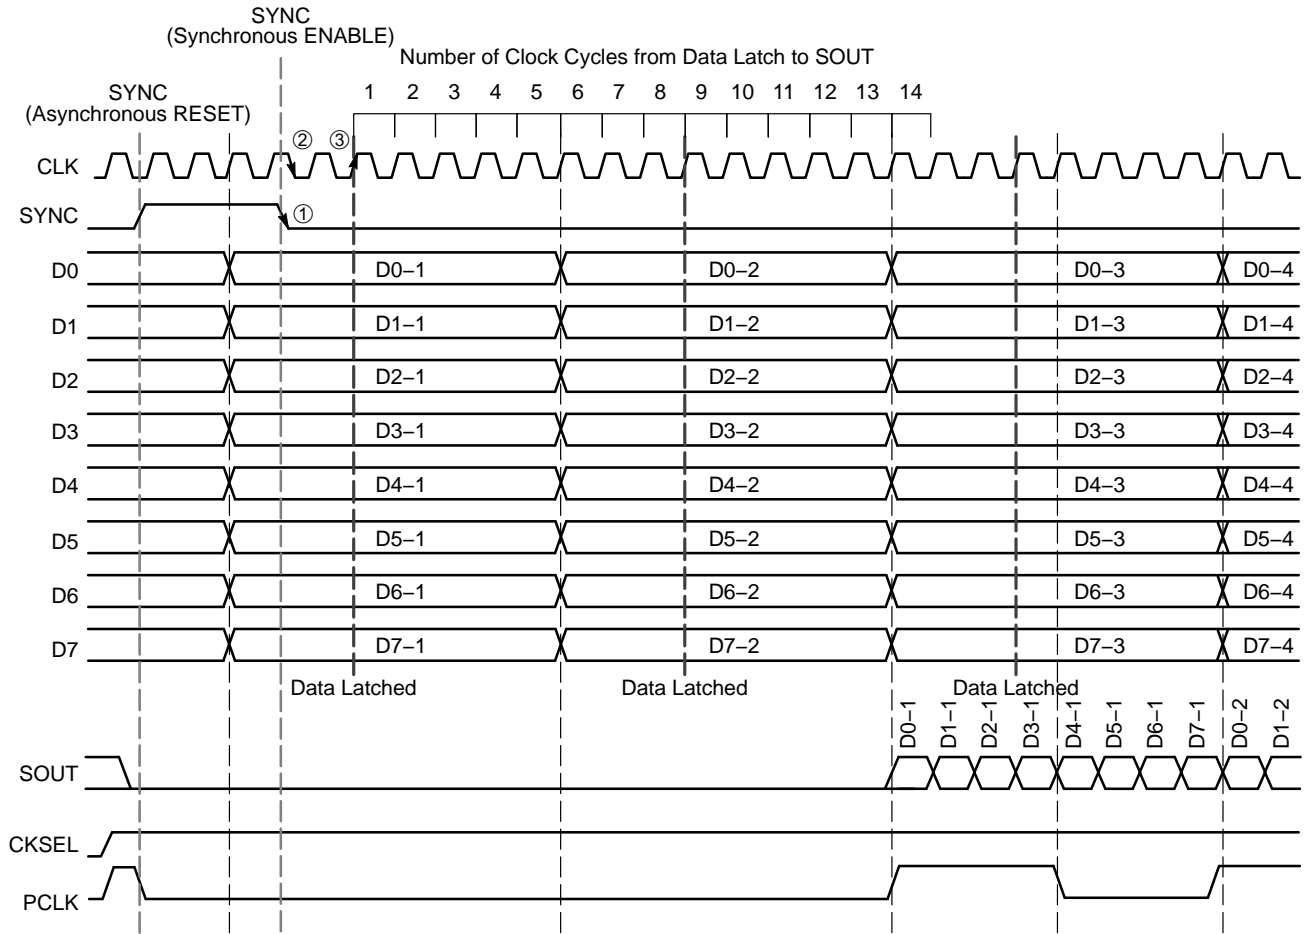 SYNC
(Synchronous ENABLE)
Number of Clock Cycles from Data Latch to SOUT
SYNC
(Asynchronous RESET)
1 2 3 4 5 6 7 8 9 10 11 12 13 14
② ③
CLK
SYNC ①
D0 D0–1 D0–2 D0–3 D0–4
D1 D1–1 D1–2 D1–3 D1–4
D2 D2–1 D2–2 D2–3 D2–4
D3 D3–1 D3–2 D3–3 D3–4
D4 D4–1 D4–2 D4–3 D4–4
D5 D5–1 D5–2 D5–3 D5–4
D6 D6–1 D6–2 D6–3 D6–4
D7 D7–1 D7–2 D7–3 D7–4
Data Latched Data Latched Data Latched
D0–1 D1–1 D2–1 D3–1 D4–1 D5–1 D6–1 D7–1 D0–2 D1–2
SOUT
CKSEL
PCLK